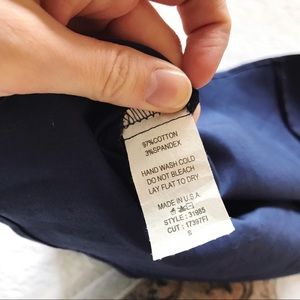 97%COTTON
3%SPANDEX
HAND WASH COLD
DO NOT BLEACH
LAY FLAT TO DRY
MADE IN U.S.A
STYLE : 31985
CUT : 17397FI
S